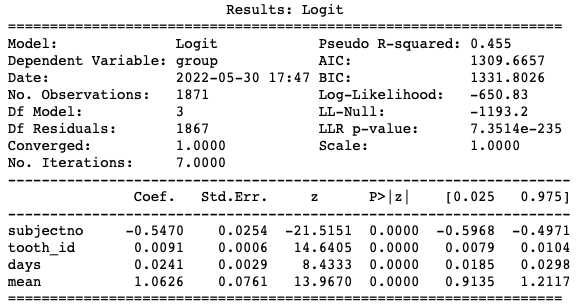 Results: Logit
Model: Logit Pseudo R-squared: 0.455
Dependent Variable: group AIC: 1309.6657
Date: 2022-05-30 17:47 BIC: 1331.8026
No. Observations: 1871 Log-Likelihood: -650.83
Df Model: 3 LL-Null: -1193.2
Df Residuals: 1867 LLR p-value: 7.3514e-235
Converged: 1.0000 Scale: 1.0000
No. Iterations: 7.0000
Coef. Std.Err. z P>|z| [0.025 0.975]
subjectno -0.5470 0.0254 -21.5151 0.0000 -0.5968 -0.4971
tooth_id 0.0091 0.0006 14.6405 0.0000 0.0079 0.0104
days 0.0241 0.0029 8.4333 0.0000 0.0185 0.0298
mean 1.0626 0.0761 13.9670 0.0000 0.9135 1.2117